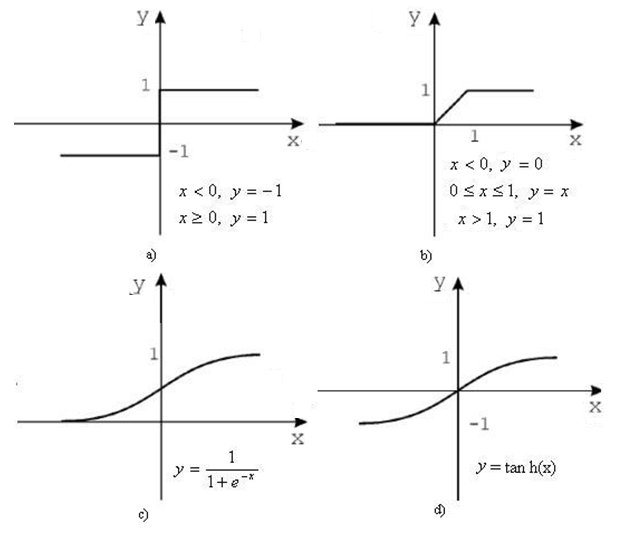 y
1
x
-1
x < 0, y = -1
x ≥ 0, y = 1
a)
y
1
1
x
x < 0, y = 0
0 ≤ x ≤ 1, y = x
x > 1, y = 1
b)
y
1
x
y = 1 / 1 + e^-x
c)
y
1
x
-1
y = tan h(x)
d)